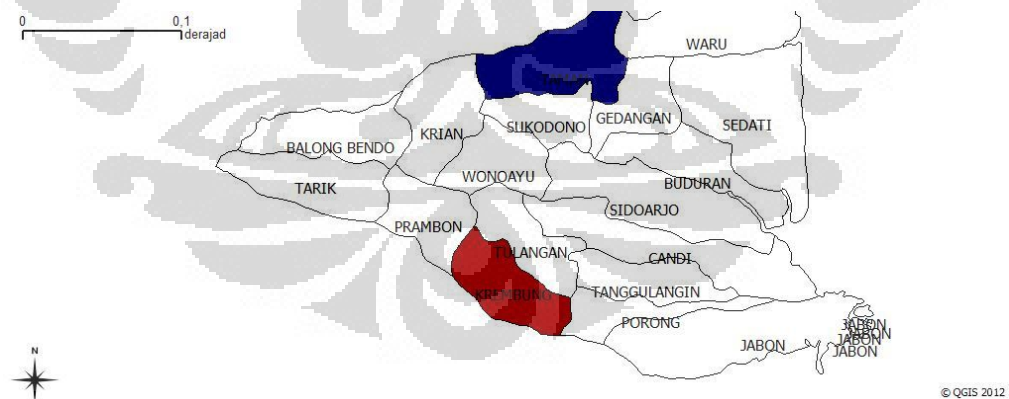 0 0,1
derajad
WARU
GEDANGAN
SUKODONO
SEDATI
KRIAN
BALONG BENDO
WONOAYU
BUDURAN
TARIK
SIDOARJO
PRAMBON
TULANGAN
CANDI
KREMBUNG
TANGGULANGIN
PORONG
JABON
JABON
JABON
JABON
JABON
N
© QGIS 2012